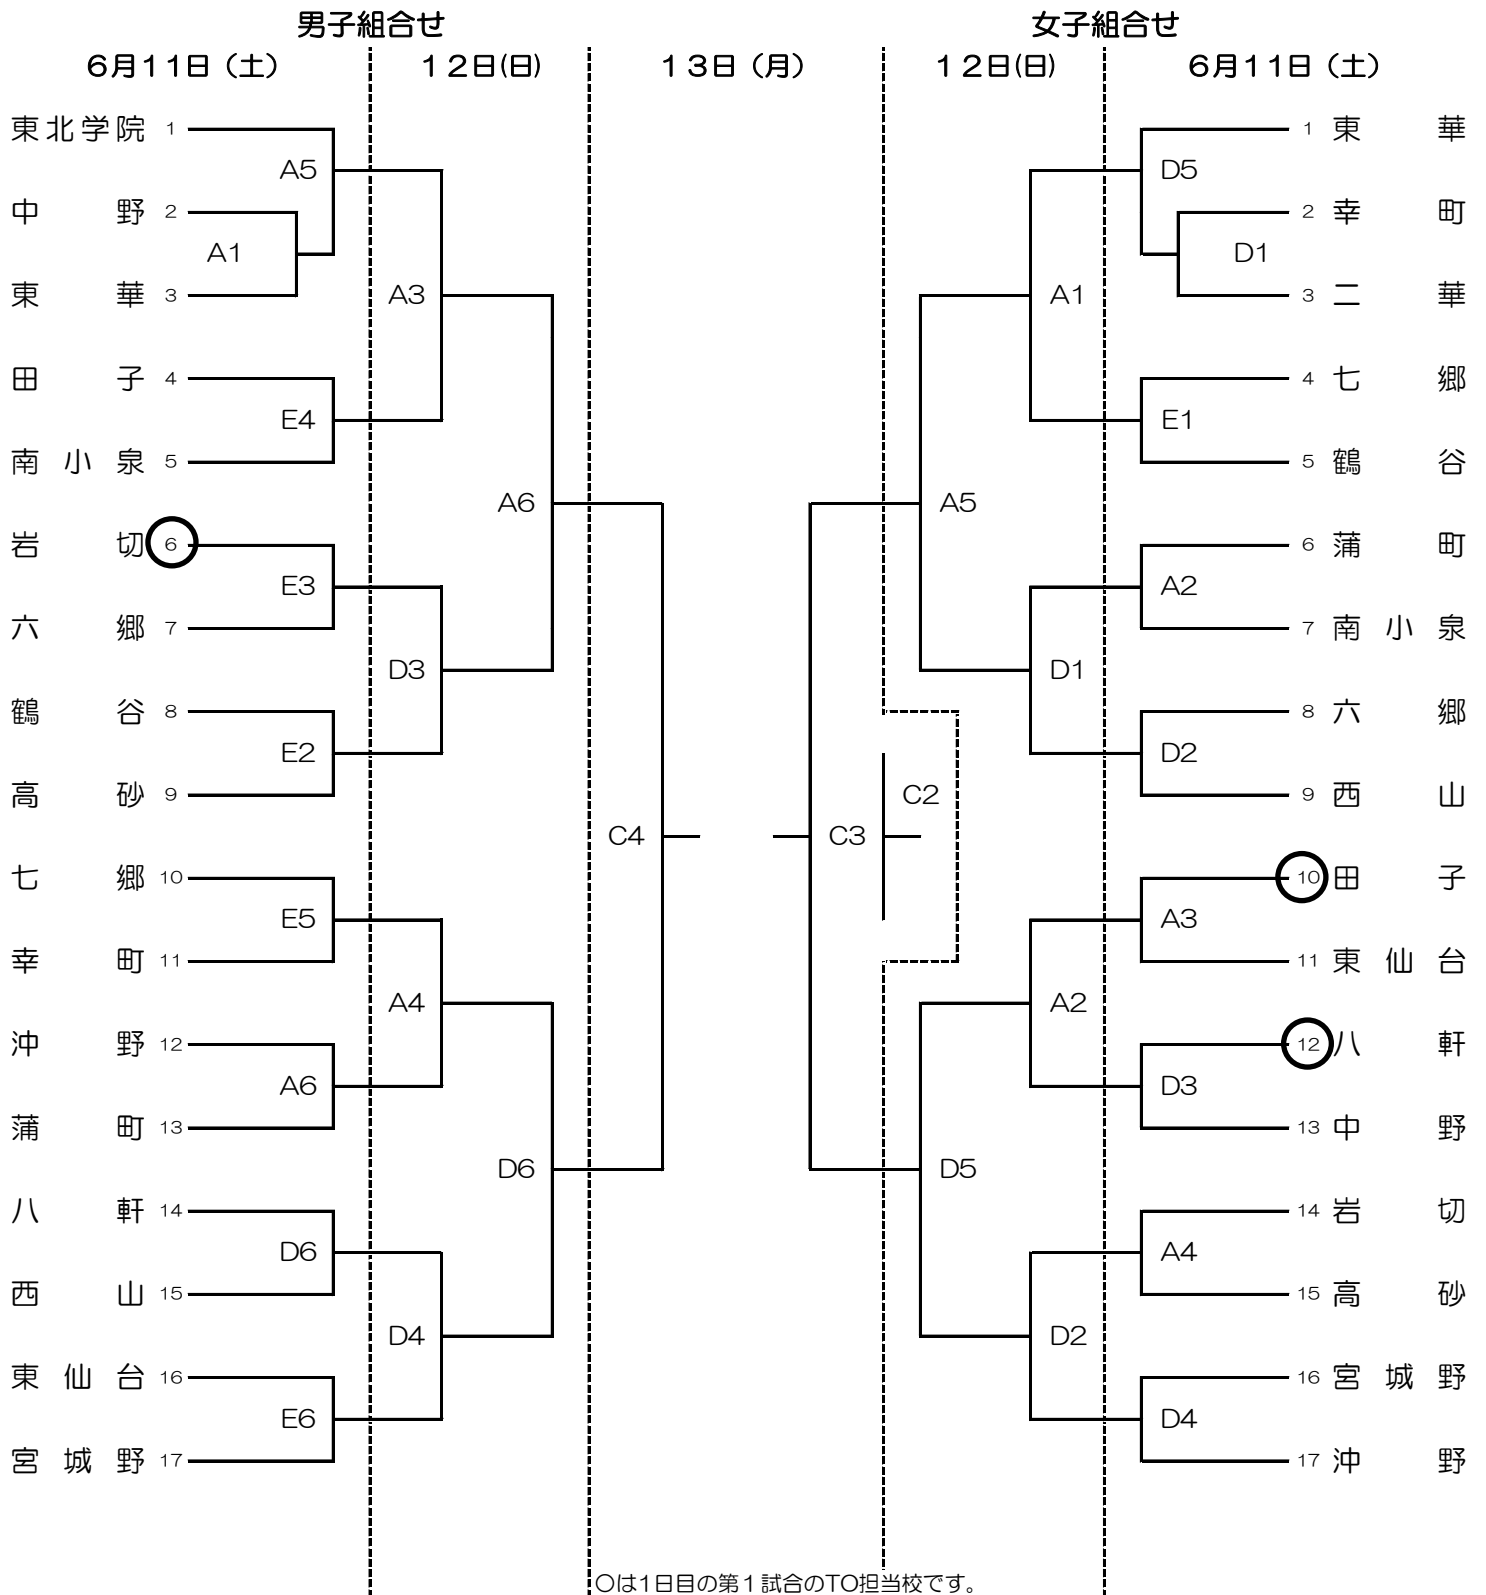 男子組合せ 女子組合せ
6月11日（土） 12日(日) 13日（月） 12日(日) 6月11日（土）
東北学院 1 1 東華
A5 D5
中野 2 2 幸町
A1 D1
東華 3 A3 A1 3 二華
田子 4 4 七郷
E4 E1
南小泉 5 5 鶴谷
A6 A5
岩切 6 6 蒲町
E3 A2
六郷 7 7 南小泉
D3 D1
鶴谷 8 8 六郷
E2 D2
高砂 9 C2 9 西山
C4 C3
七郷 10 10 田子
E5 A3
幸町 11 11 東仙台
A4 A2
沖野 12 12 八軒
A6 D3
蒲町 13 13 中野
D6 D5
八軒 14 14 岩切
D6 A4
西山 15 15 高砂
D4 D2
東仙台 16 16 宮城野
E6 D4
宮城野 17 17 沖野
○は1日目の第１試合のTO担当校です。